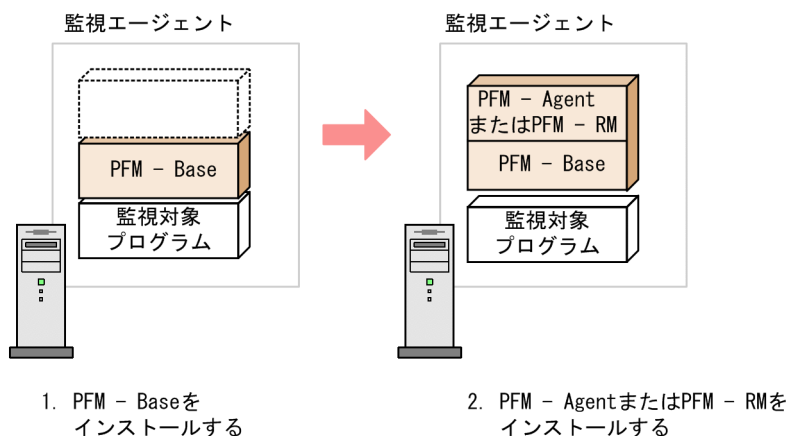 監視エージェント
PFM - Base
監視対象
プログラム
1. PFM - Baseを
インストールする
監視エージェント
PFM - Agent
またはPFM - RM
PFM - Base
監視対象
プログラム
2. PFM - AgentまたはPFM - RMを
インストールする